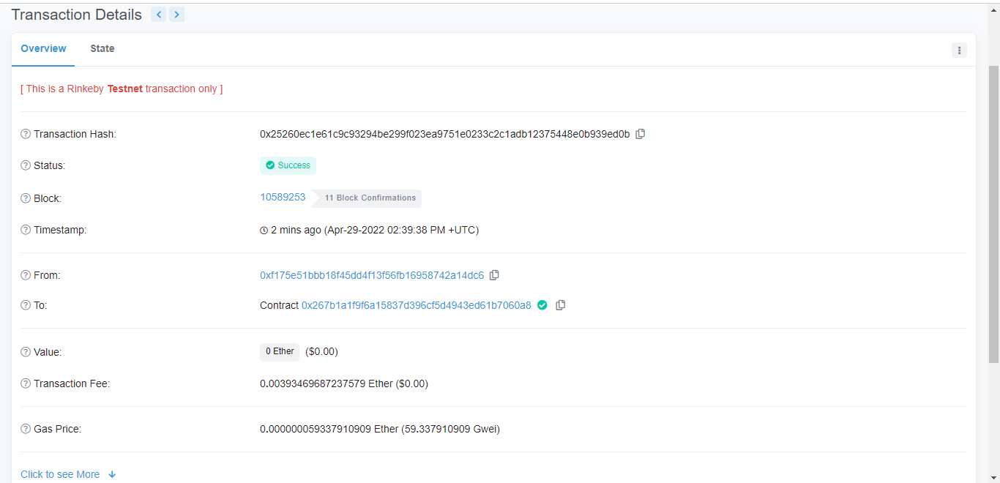 Transaction Details
Overview State
[ This is a Rinkeby Testnet transaction only ]
Transaction Hash: 0x25260ec1e61c9c93294be299f023ea9751e0233c2c1adb12375448e0b939ed0b
Status: Success
Block: 10589253 11 Block Confirmations
Timestamp: 2 mins ago (Apr-29-2022 02:39:38 PM +UTC)
From: 0xf175e51bbb18f45dd4f13f56fb16958742a14dc6
To: Contract 0x267b1a1f9f6a15837d396cf5d4943ed61b7060a8
Value: 0 Ether ($0.00)
Transaction Fee: 0.00393469687237579 Ether ($0.00)
Gas Price: 0.000000059337910909 Ether (59.337910909 Gwei)
Click to see More